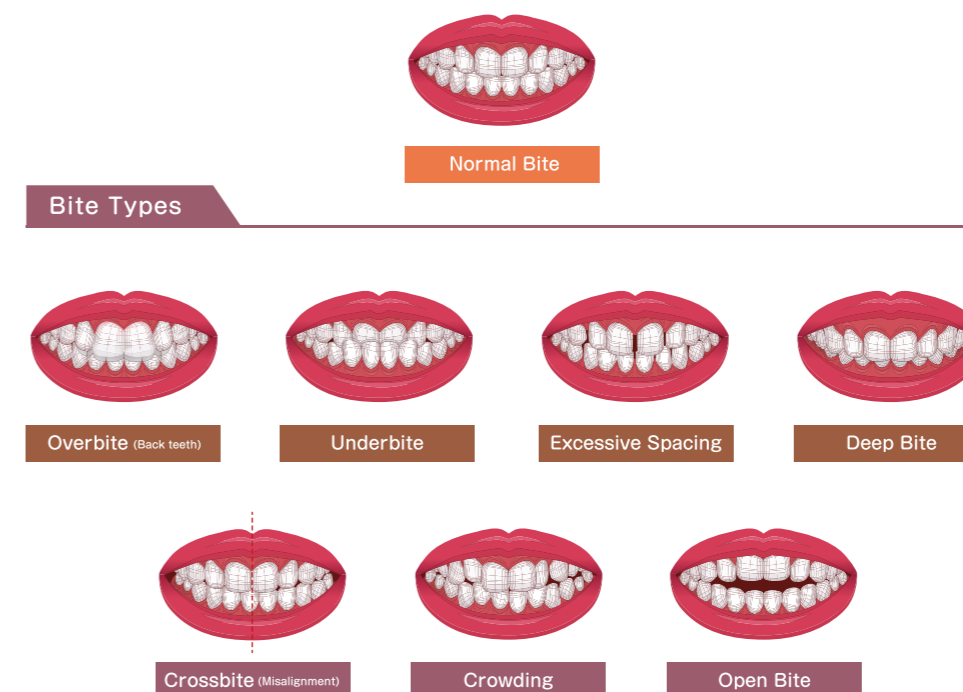 Normal Bite
Bite Types
Overbite (Back teeth)
Underbite
Excessive Spacing
Deep Bite
Crossbite (Misalignment)
Crowding
Open Bite